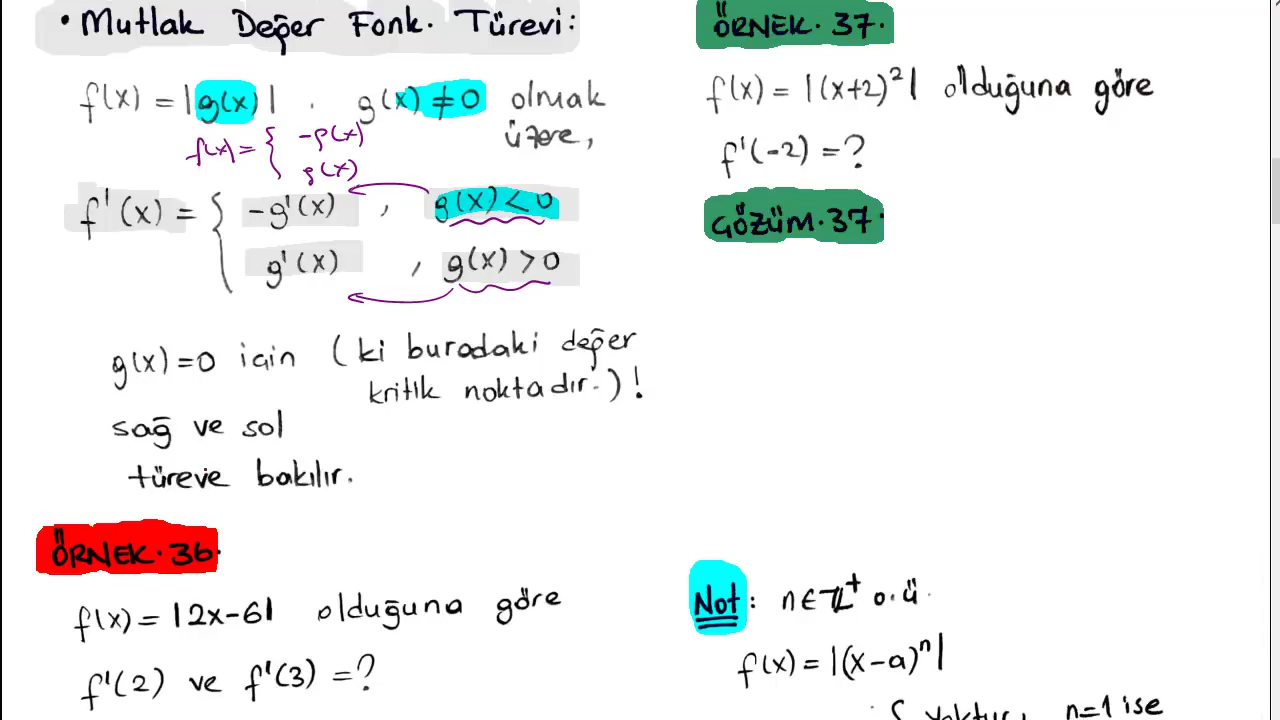 • Mutlak Değer Fonk. Türevi:
f(x) = |g(x)| . g(x) ≠ 0 olmak
üzere,
f(x) = { -g(x)
g(x)
f'(x) = { -g'(x) , g(x) < 0
g'(x) , g(x) > 0
g(x) = 0 için (ki buradaki değer
kritik noktadır.)!
sağ ve sol
türeve bakılır.
ÖRNEK.36.
f(x) = |2x-6| olduğuna göre
f'(2) ve f'(3) = ?
ÖRNEK.37.
f(x) = |(x+2)²| olduğuna göre
f'(-2) = ?
ÇÖZÜM.37.
Not: n∈ℤ⁺ o.ü.
f(x) = |(x-a)ⁿ|
{ yoktur, n=1 ise